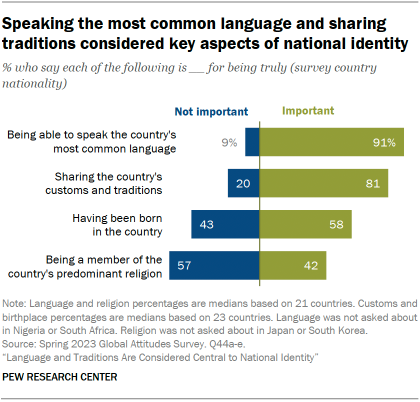 Speaking the most common language and sharing
traditions considered key aspects of national identity
% who say each of the following is __ for being truly (survey country
nationality)
Not important Important
Being able to speak the country's
most common language
9% 91%
Sharing the country's
customs and traditions
20 81
Having been born
in the country
43 58
Being a member of the
country's predominant religion
57 42
Note: Language and religion percentages are medians based on 21 countries. Customs and
birthplace percentages are medians based on 23 countries. Language was not asked about
in Nigeria or South Africa. Religion was not asked about in Japan or South Korea.
Source: Spring 2023 Global Attitudes Survey. Q44a-e.
“Language and Traditions Are Considered Central to National Identity”
PEW RESEARCH CENTER